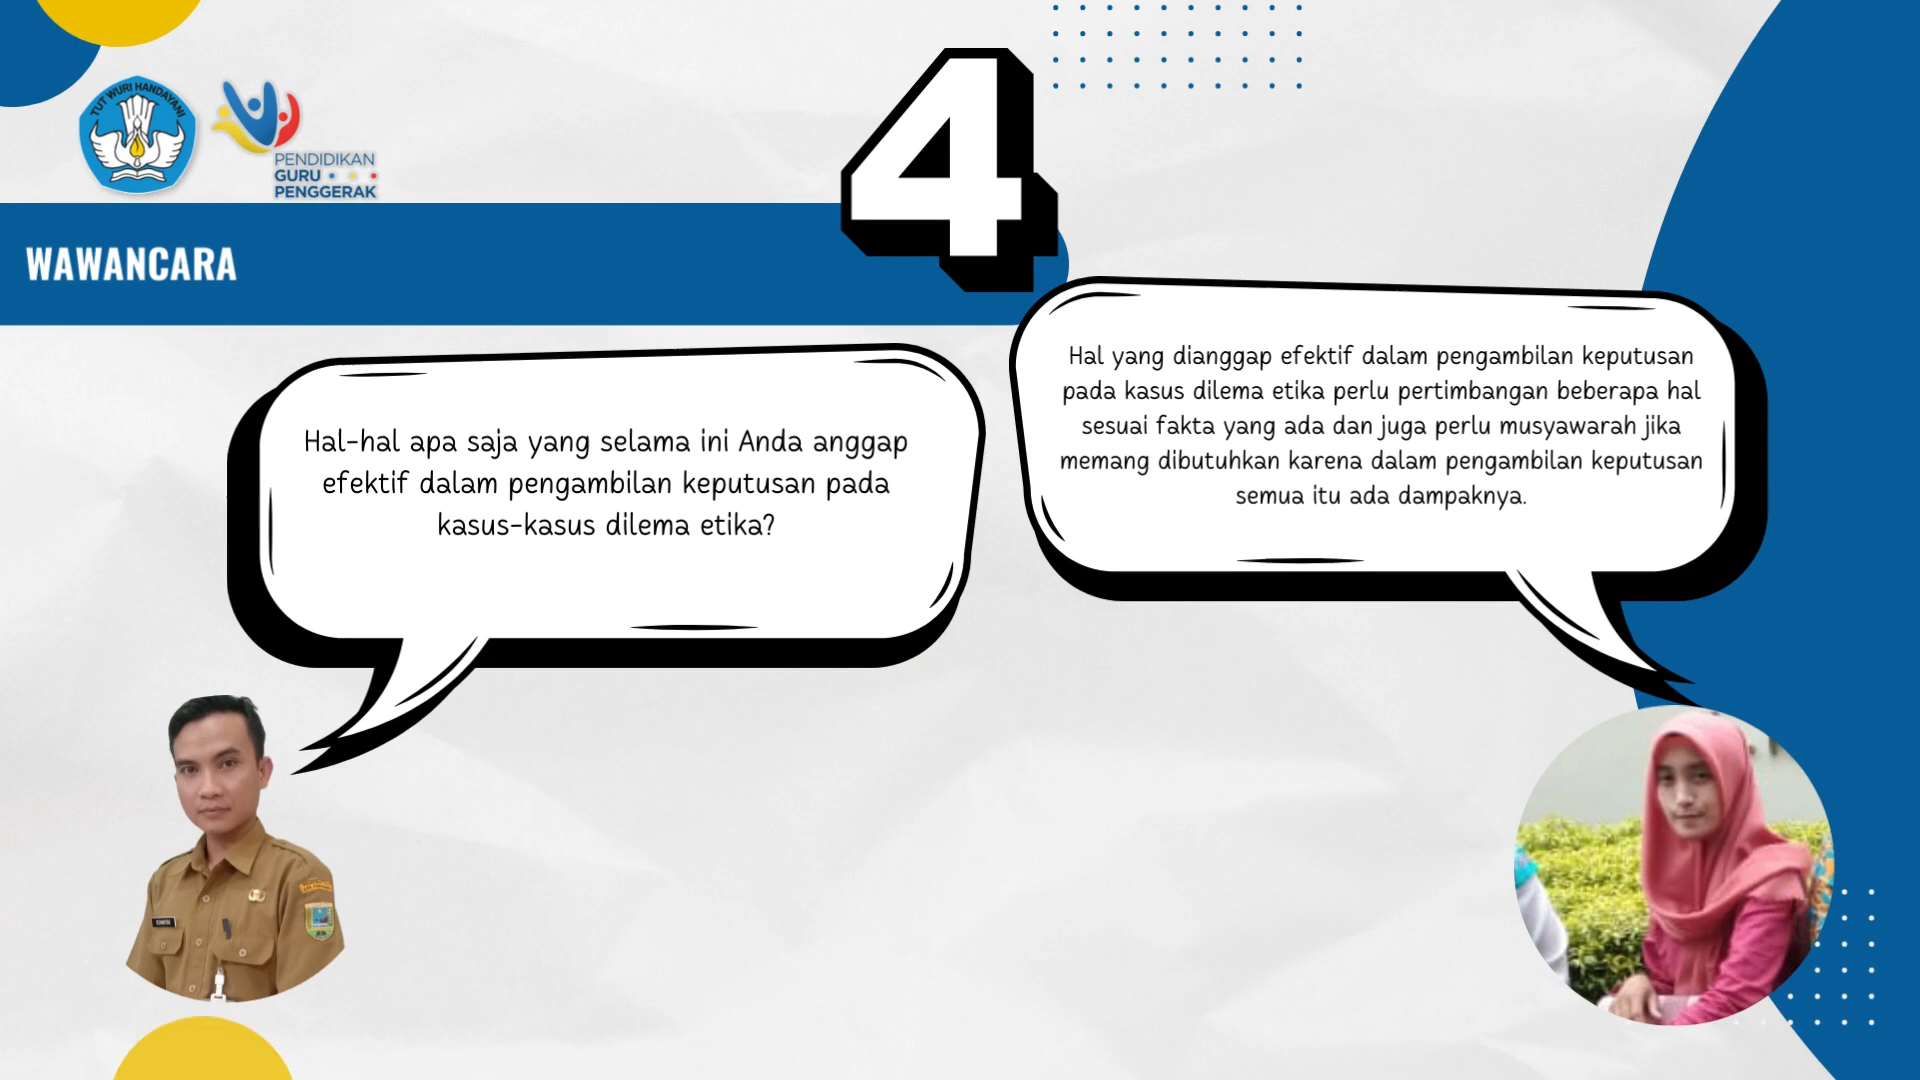 TUT WURI HANDAYANI
PENDIDIKAN
GURU
PENGGERAK
4
WAWANCARA
Hal-hal apa saja yang selama ini Anda anggap
efektif dalam pengambilan keputusan pada
kasus-kasus dilema etika?
Hal yang dianggap efektif dalam pengambilan keputusan
pada kasus dilema etika perlu pertimbangan beberapa hal
sesuai fakta yang ada dan juga perlu musyawarah jika
memang dibutuhkan karena dalam pengambilan keputusan
semua itu ada dampaknya.